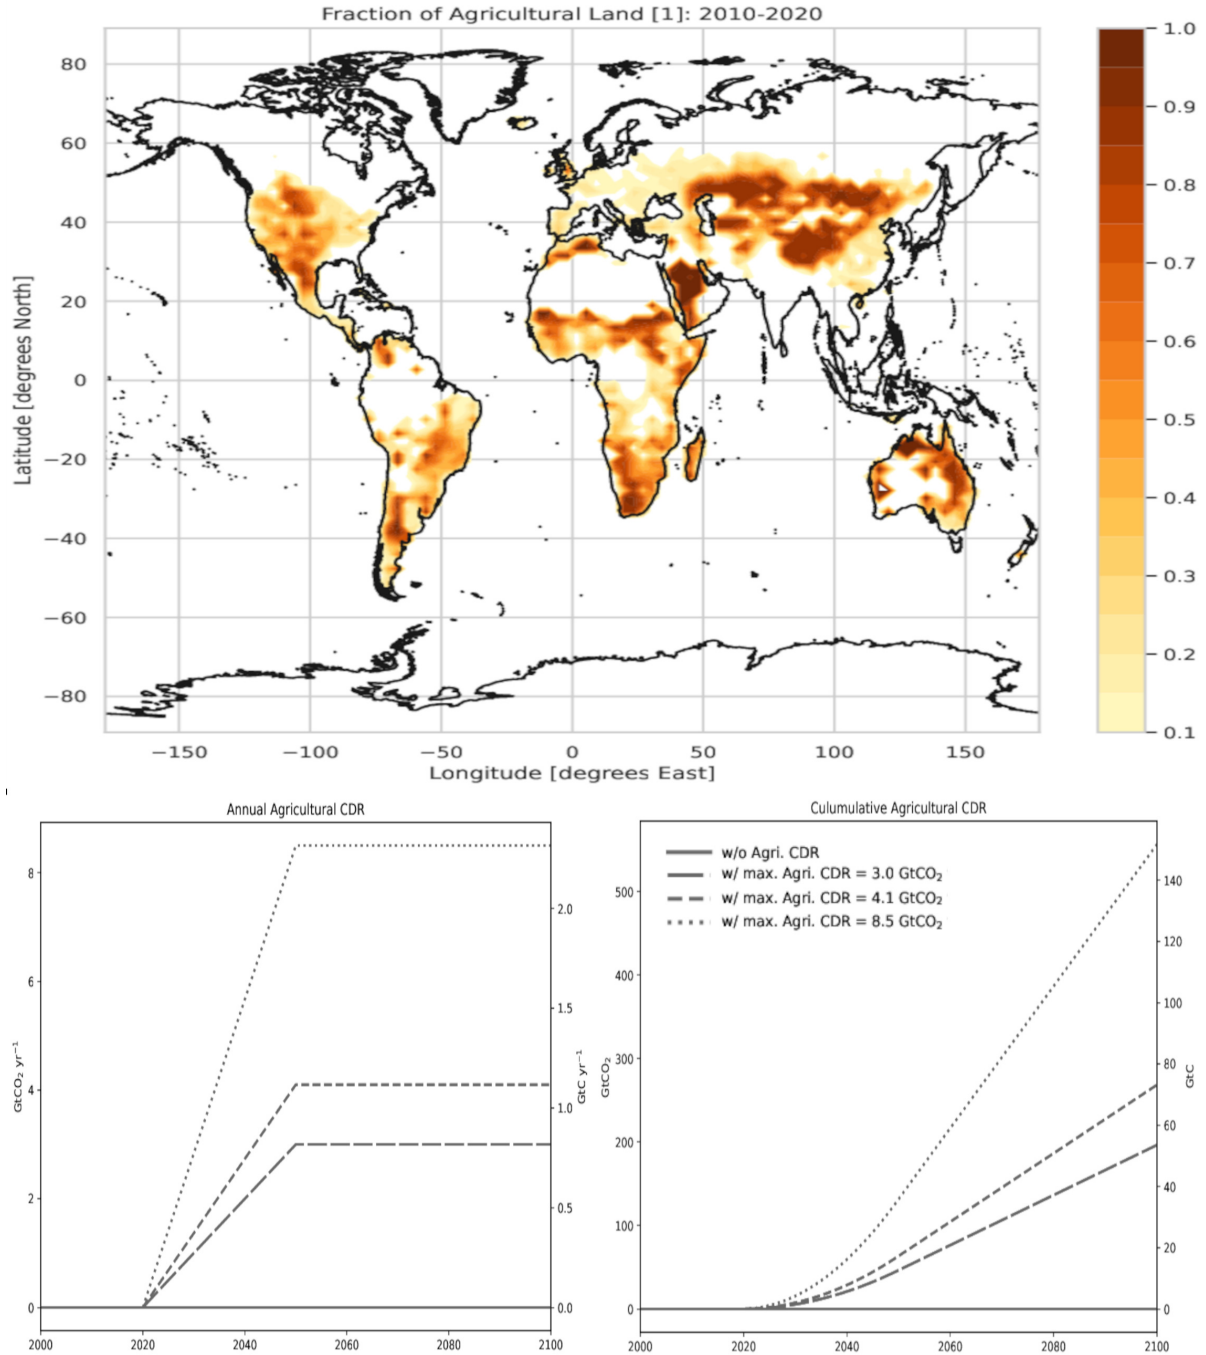 Fraction of Agricultural Land [1]: 2010-2020
80
60
40
20
0
−20
−40
−60
−80
Latitude [degrees North]
−150 −100 −50 0 50 100 150
Longitude [degrees East]
1.0
0.9
0.8
0.7
0.6
0.5
0.4
0.3
0.2
0.1
Annual Agricultural CDR
8
6
4
2
0
GtCO₂ yr⁻¹
2.0
1.5
1.0
0.5
0.0
GtC yr⁻¹
2000 2020 2040 2060 2080 2100
Culumulative Agricultural CDR
w/o Agri. CDR
w/ max. Agri. CDR = 3.0 GtCO₂
w/ max. Agri. CDR = 4.1 GtCO₂
w/ max. Agri. CDR = 8.5 GtCO₂
500
400
300
200
100
0
GtCO₂
140
120
100
80
60
40
20
0
GtC
2000 2020 2040 2060 2080 2100